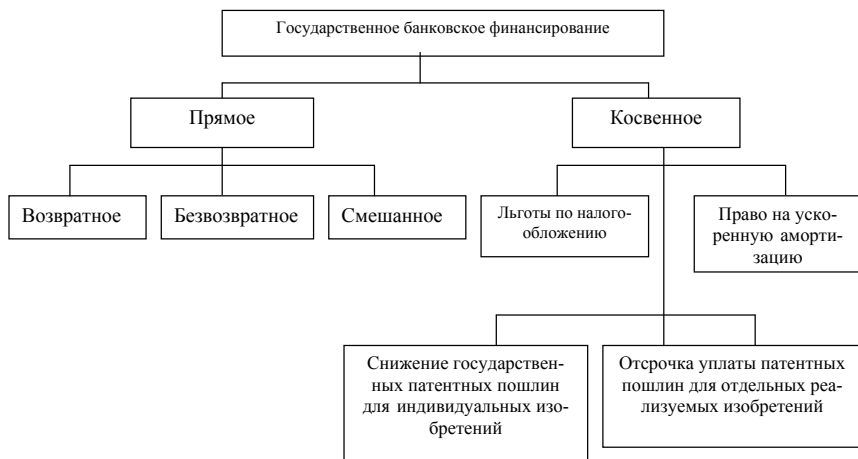 Государственное банковское финансирование
Прямое
Косвенное
Возвратное
Безвозвратное
Смешанное
Льготы по налого-
обложению
Право на уско-
ренную аморти-
зацию
Снижение государствен-
ных патентных пошлин
для индивидуальных изо-
бретений
Отсрочка уплаты патентных
пошлин для отдельных реа-
лизуемых изобретений